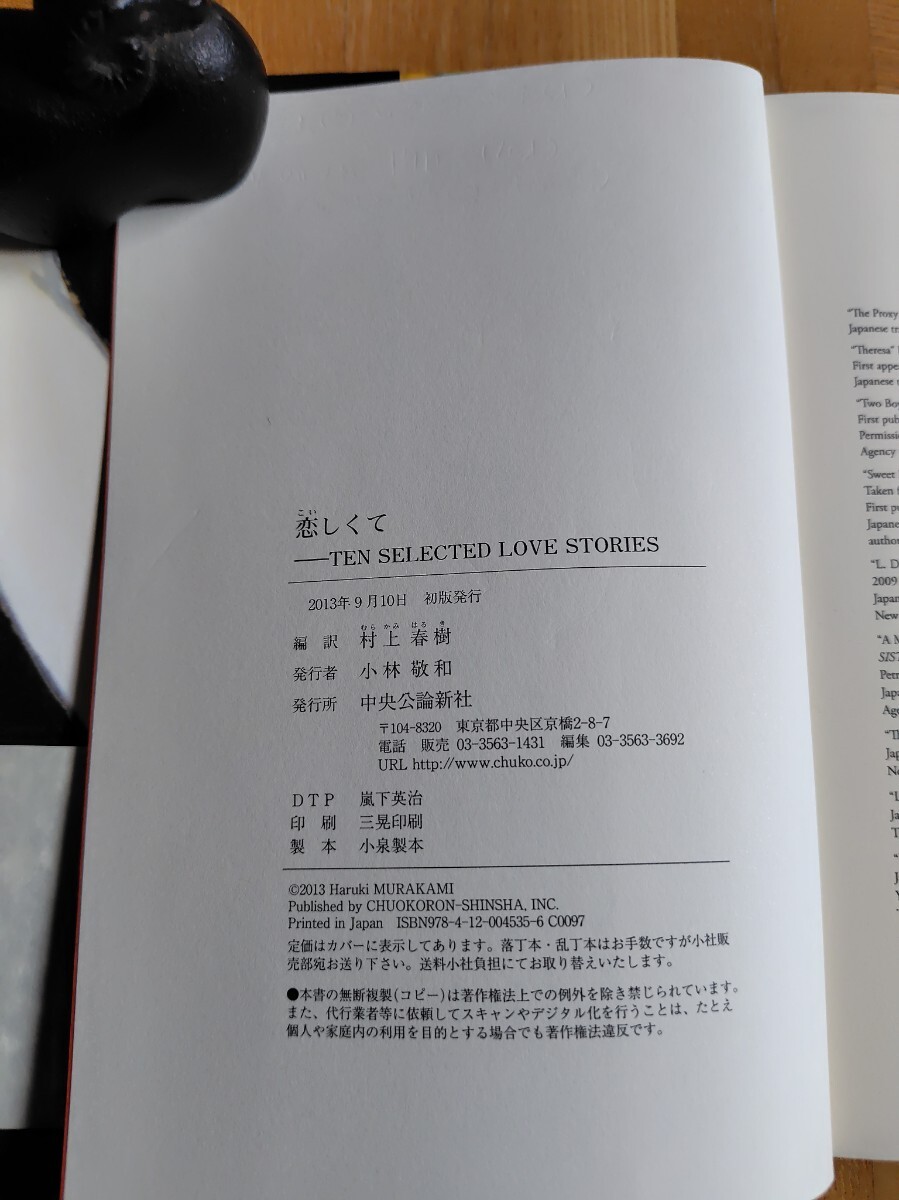 こい
恋しくて
——TEN SELECTED LOVE STORIES
2013年9月10日 初版発行
むら かみ はる き
編 訳 村上春樹
発行者 小林敬和
発行所 中央公論新社
〒104-8320 東京都中央区京橋2-8-7
電話 販売 03-3563-1431 編集 03-3563-3692
URL http://www.chuko.co.jp/
DTP 嵐下英治
印 刷 三晃印刷
製 本 小泉製本
©2013 Haruki MURAKAMI
Published by CHUOKORON-SHINSHA, INC.
Printed in Japan ISBN978-4-12-004535-6 C0097
定価はカバーに表示してあります。落丁本・乱丁本はお手数ですが小社販
売部宛お送り下さい。送料小社負担にてお取り替えいたします。
●本書の無断複製(コピー)は著作権法上での例外を除き禁じられています。
また、代行業者等に依頼してスキャンやデジタル化を行うことは、たとえ
個人や家庭内の利用を目的とする場合でも著作権法違反です。
"The Proxy
Japanese tr
"Theresa"
First appe
Japanese
"Two Bo
First pub
Permissi
Agency
"Sweet
Taken
First p
Japane
autho
"L. D
2009
Japan
New
"A M
SIST
Perm
Japa
Age
"Th
Jap
Ne
"L
Ja
T